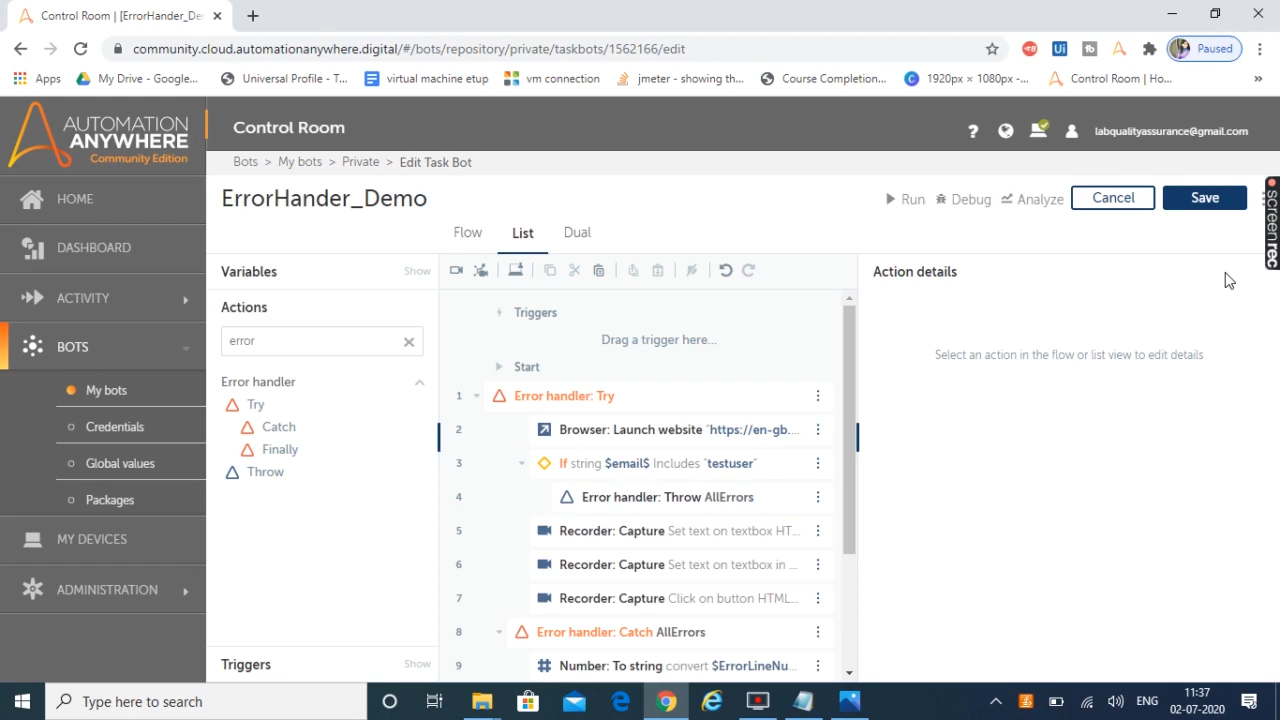 Control Room | [ErrorHander_De
Paused
community.cloud.automationanywhere.digital/#/bots/repository/private/taskbots/1562166/edit
Apps
My Drive - Google...
Universal Profile - T...
virtual machine etup
vm connection
jmeter - showing th...
Course Completion...
1920px × 1080px –...
Control Room | Ho...
AUTOMATION
ANYWHERE
Community Edition
Control Room
labqualityassurance@gmail.com
Bots > My bots > Private > Edit Task Bot
ErrorHander_Demo
Run
Debug
Analyze
Cancel
Save
screenrec
HOME
DASHBOARD
ACTIVITY
BOTS
My bots
Credentials
Global values
Packages
MY DEVICES
ADMINISTRATION
Flow
List
Dual
Variables
Show
Actions
error
Error handler
Try
Catch
Finally
Throw
Triggers
Show
Triggers
Drag a trigger here...
Start
1 Error handler: Try
2 Browser: Launch website "https://en-gb....
3 If string $email$ Includes "testuser"
4 Error handler: Throw AllErrors
5 Recorder: Capture Set text on textbox HT...
6 Recorder: Capture Set text on textbox in ...
7 Recorder: Capture Click on button HTML...
8 Error handler: Catch AllErrors
9 Number: To string convert $ErrorLineNu...
Action details
Select an action in the flow or list view to edit details
Type here to search
ENG
11:37
02-07-2020